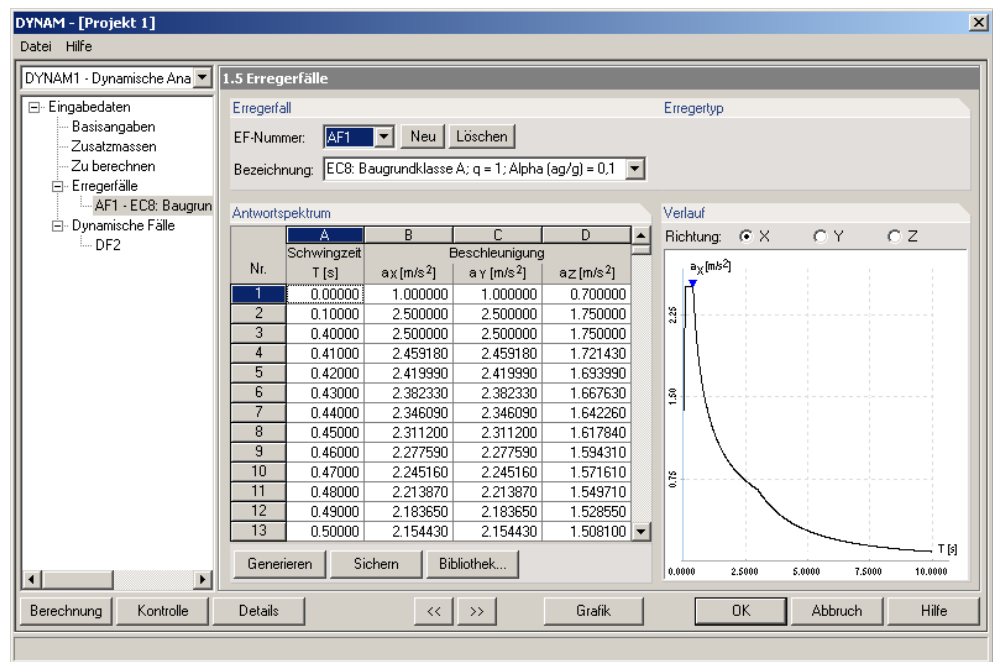 DYNAM - [Projekt 1]
Datei Hilfe
DYNAM1 - Dynamische Ana
Eingabedaten
Basisangaben
Zusatzmassen
Zu berechnen
Erregerfälle
AF1 - EC8: Baugrun
Dynamische Fälle
DF2
1.5 Erregerfälle
Erregerfall
Erregertyp
EF-Nummer: AF1 Neu Löschen
Bezeichnung: EC8: Baugrundklasse A; q = 1; Alpha (ag/g) = 0,1
Antwortspektrum
A B C D
Schwingzeit Beschleunigung
Nr. T [s] aX [m/s²] aY [m/s²] aZ [m/s²]
1 0.00000 1.000000 1.000000 0.700000
2 0.10000 2.500000 2.500000 1.750000
3 0.40000 2.500000 2.500000 1.750000
4 0.41000 2.459180 2.459180 1.721430
5 0.42000 2.419990 2.419990 1.693990
6 0.43000 2.382330 2.382330 1.667630
7 0.44000 2.346090 2.346090 1.642260
8 0.45000 2.311200 2.311200 1.617840
9 0.46000 2.277590 2.277590 1.594310
10 0.47000 2.245160 2.245160 1.571610
11 0.48000 2.213870 2.213870 1.549710
12 0.49000 2.183650 2.183650 1.528550
13 0.50000 2.154430 2.154430 1.508100
Generieren Sichern Bibliothek...
Verlauf
Richtung: X Y Z
aX [m/s²]
2.25
1.50
0.75
T [s]
0.0000 2.5000 5.0000 7.5000 10.0000
Berechnung Kontrolle Details << >> Grafik OK Abbruch Hilfe